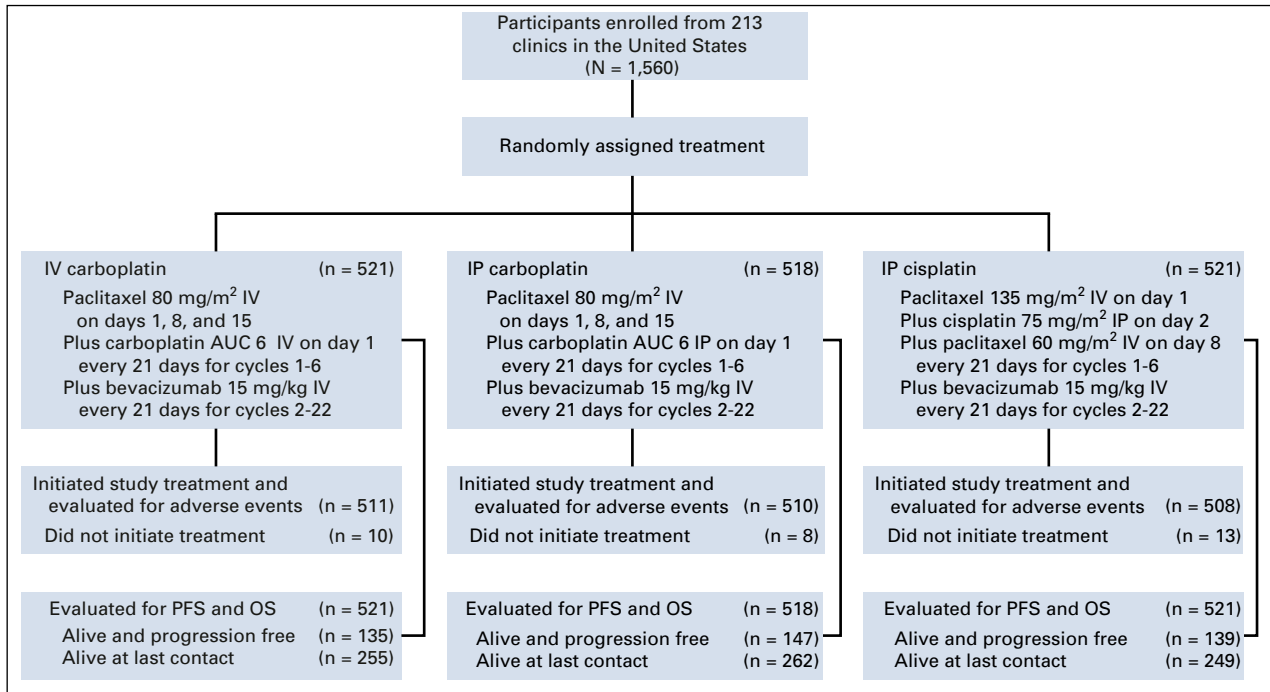 Participants enrolled from 213
clinics in the United States
(N = 1,560)
Randomly assigned treatment
IV carboplatin (n = 521)
Paclitaxel 80 mg/m² IV
on days 1, 8, and 15
Plus carboplatin AUC 6 IV on day 1
every 21 days for cycles 1-6
Plus bevacizumab 15 mg/kg IV
every 21 days for cycles 2-22
IP carboplatin (n = 518)
Paclitaxel 80 mg/m² IV
on days 1, 8, and 15
Plus carboplatin AUC 6 IP on day 1
every 21 days for cycles 1-6
Plus bevacizumab 15 mg/kg IV
every 21 days for cycles 2-22
IP cisplatin (n = 521)
Paclitaxel 135 mg/m² IV on day 1
Plus cisplatin 75 mg/m² IP on day 2
Plus paclitaxel 60 mg/m² IV on day 8
every 21 days for cycles 1-6
Plus bevacizumab 15 mg/kg IV
every 21 days for cycles 2-22
Initiated study treatment and
evaluated for adverse events (n = 511)
Did not initiate treatment (n = 10)
Initiated study treatment and
evaluated for adverse events (n = 510)
Did not initiate treatment (n = 8)
Initiated study treatment and
evaluated for adverse events (n = 508)
Did not initiate treatment (n = 13)
Evaluated for PFS and OS (n = 521)
Alive and progression free (n = 135)
Alive at last contact (n = 255)
Evaluated for PFS and OS (n = 518)
Alive and progression free (n = 147)
Alive at last contact (n = 262)
Evaluated for PFS and OS (n = 521)
Alive and progression free (n = 139)
Alive at last contact (n = 249)